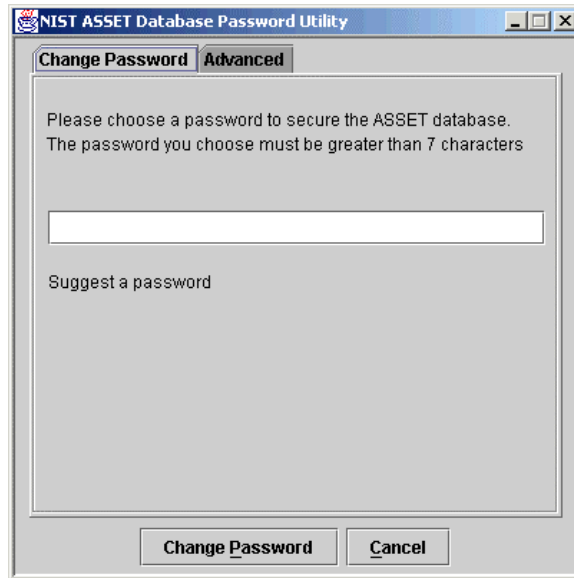 NIST ASSET Database Password Utility
Change Password Advanced
Please choose a password to secure the ASSET database.
The password you choose must be greater than 7 characters
Suggest a password
Change Password Cancel